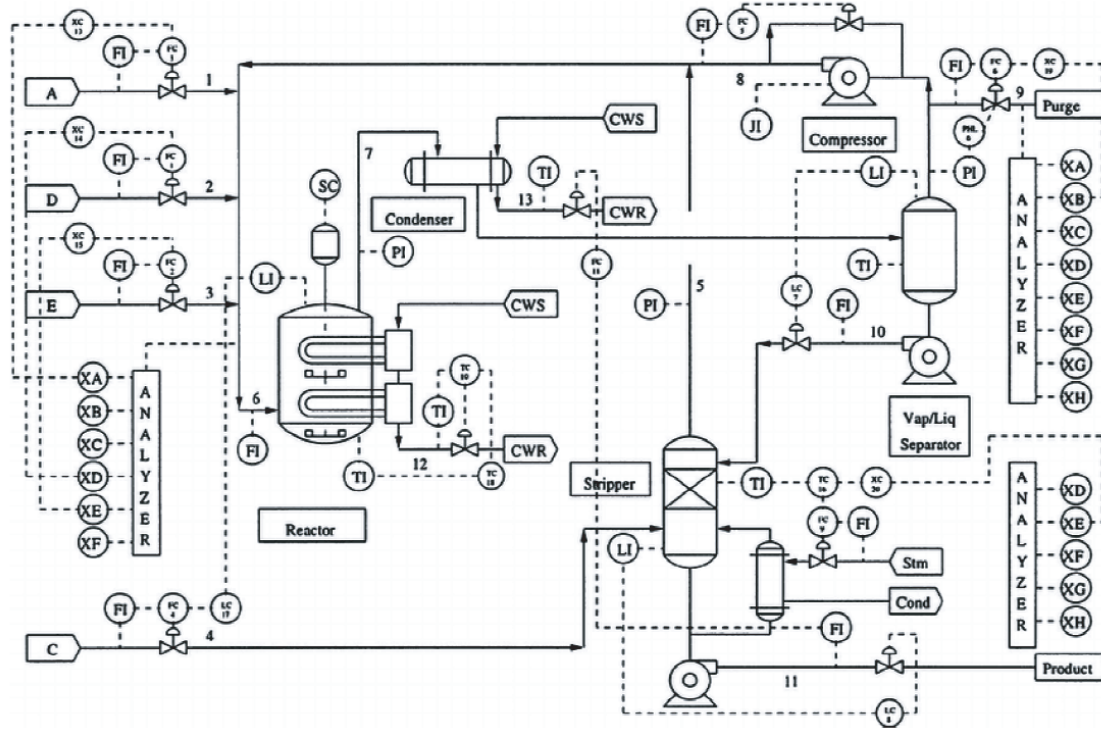 XC 13
FI
FC 3
A
1
XC 14
FI
D
2
XC 15
FI
FC 2
E
3
LI
SC
7
CWS
Condenser
TI
13
CWR
PI
FC 11
FI
FC 5
8
JI
Compressor
FI
FC 6
XC 19
9
Purge
PHL 6
PI
LI
TI
ANALYZER
XA
XB
XC
XD
XE
XF
XG
XH
PI
5
LC 7
FI
10
Vap/Liq
Separator
CWS
TC 10
TI
12
CWR
TI
TC 18
6
FI
Reactor
XA
XB
XC
XD
XE
XF
ANALYZER
Stripper
TI
TC 16
XC 20
FC 9
FI
LI
Stm
Cond
ANALYZER
XD
XE
XF
XG
XH
FI
FC 4
LC 17
C
4
FI
11
Product
LC 8